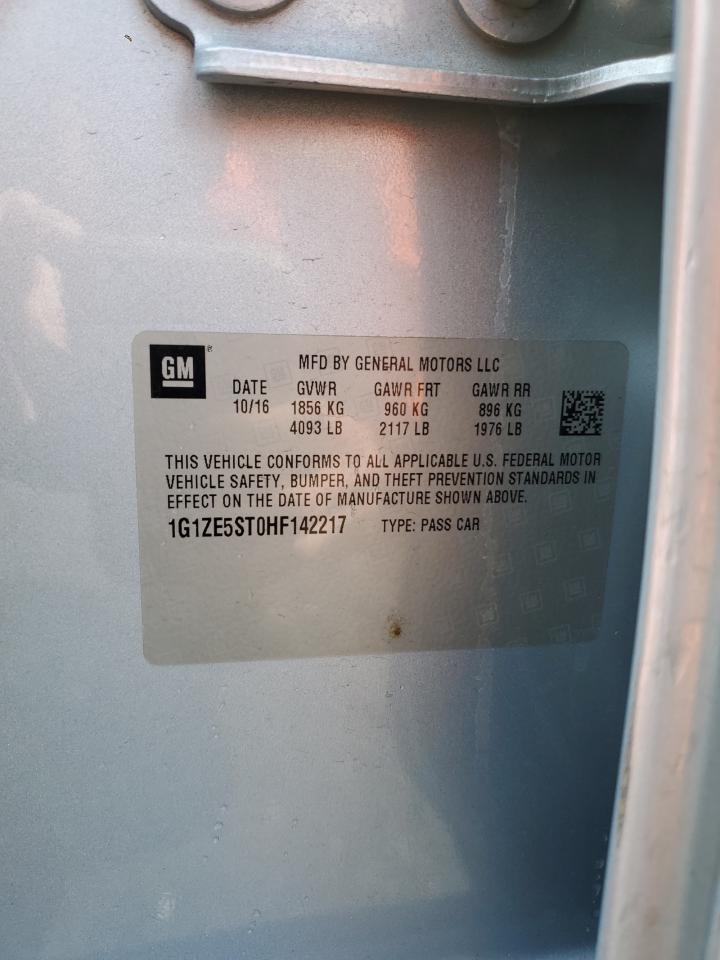 GM ®
MFD BY GENERAL MOTORS LLC
DATE GVWR GAWR FRT GAWR RR
10/16 1856 KG 960 KG 896 KG
4093 LB 2117 LB 1976 LB
THIS VEHICLE CONFORMS TO ALL APPLICABLE U.S. FEDERAL MOTOR
VEHICLE SAFETY, BUMPER, AND THEFT PREVENTION STANDARDS IN
EFFECT ON THE DATE OF MANUFACTURE SHOWN ABOVE.
1G1ZE5ST0HF142217 TYPE: PASS CAR